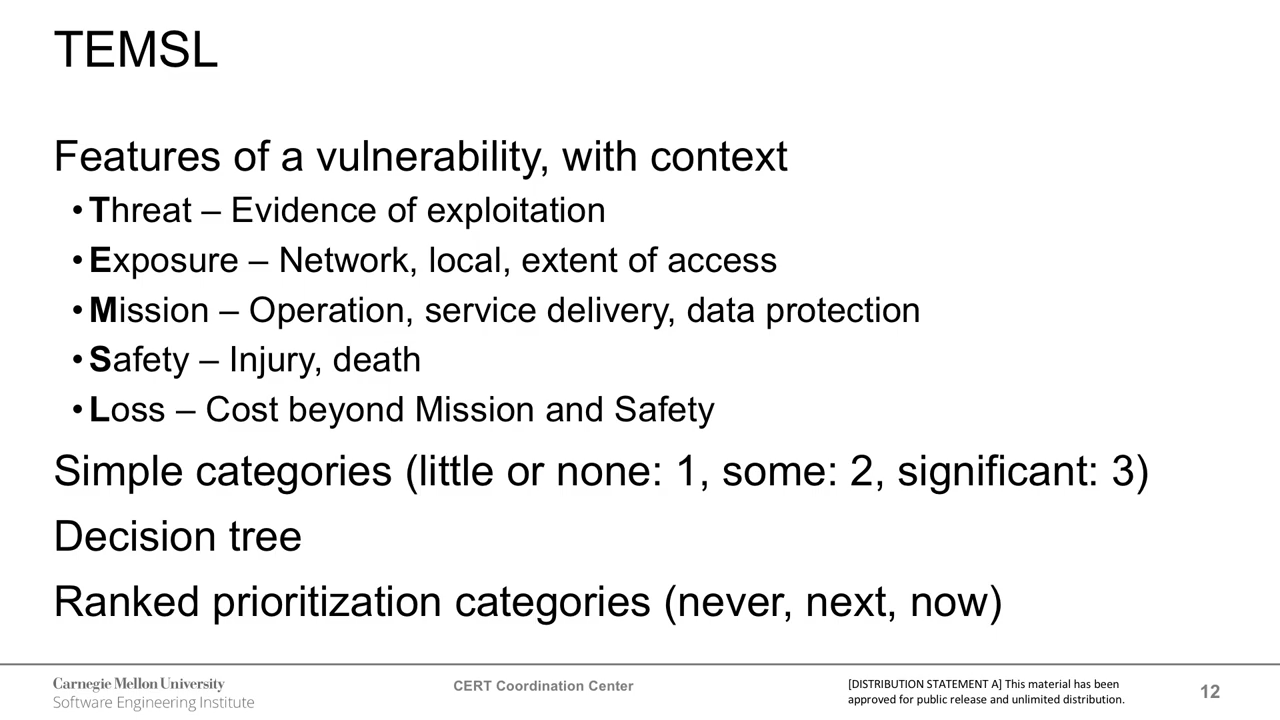 TEMSL
Features of a vulnerability, with context
• Threat – Evidence of exploitation
• Exposure – Network, local, extent of access
• Mission – Operation, service delivery, data protection
• Safety – Injury, death
• Loss – Cost beyond Mission and Safety
Simple categories (little or none: 1, some: 2, significant: 3)
Decision tree
Ranked prioritization categories (never, next, now)
Carnegie Mellon University
Software Engineering Institute
CERT Coordination Center
[DISTRIBUTION STATEMENT A] This material has been
approved for public release and unlimited distribution.
12